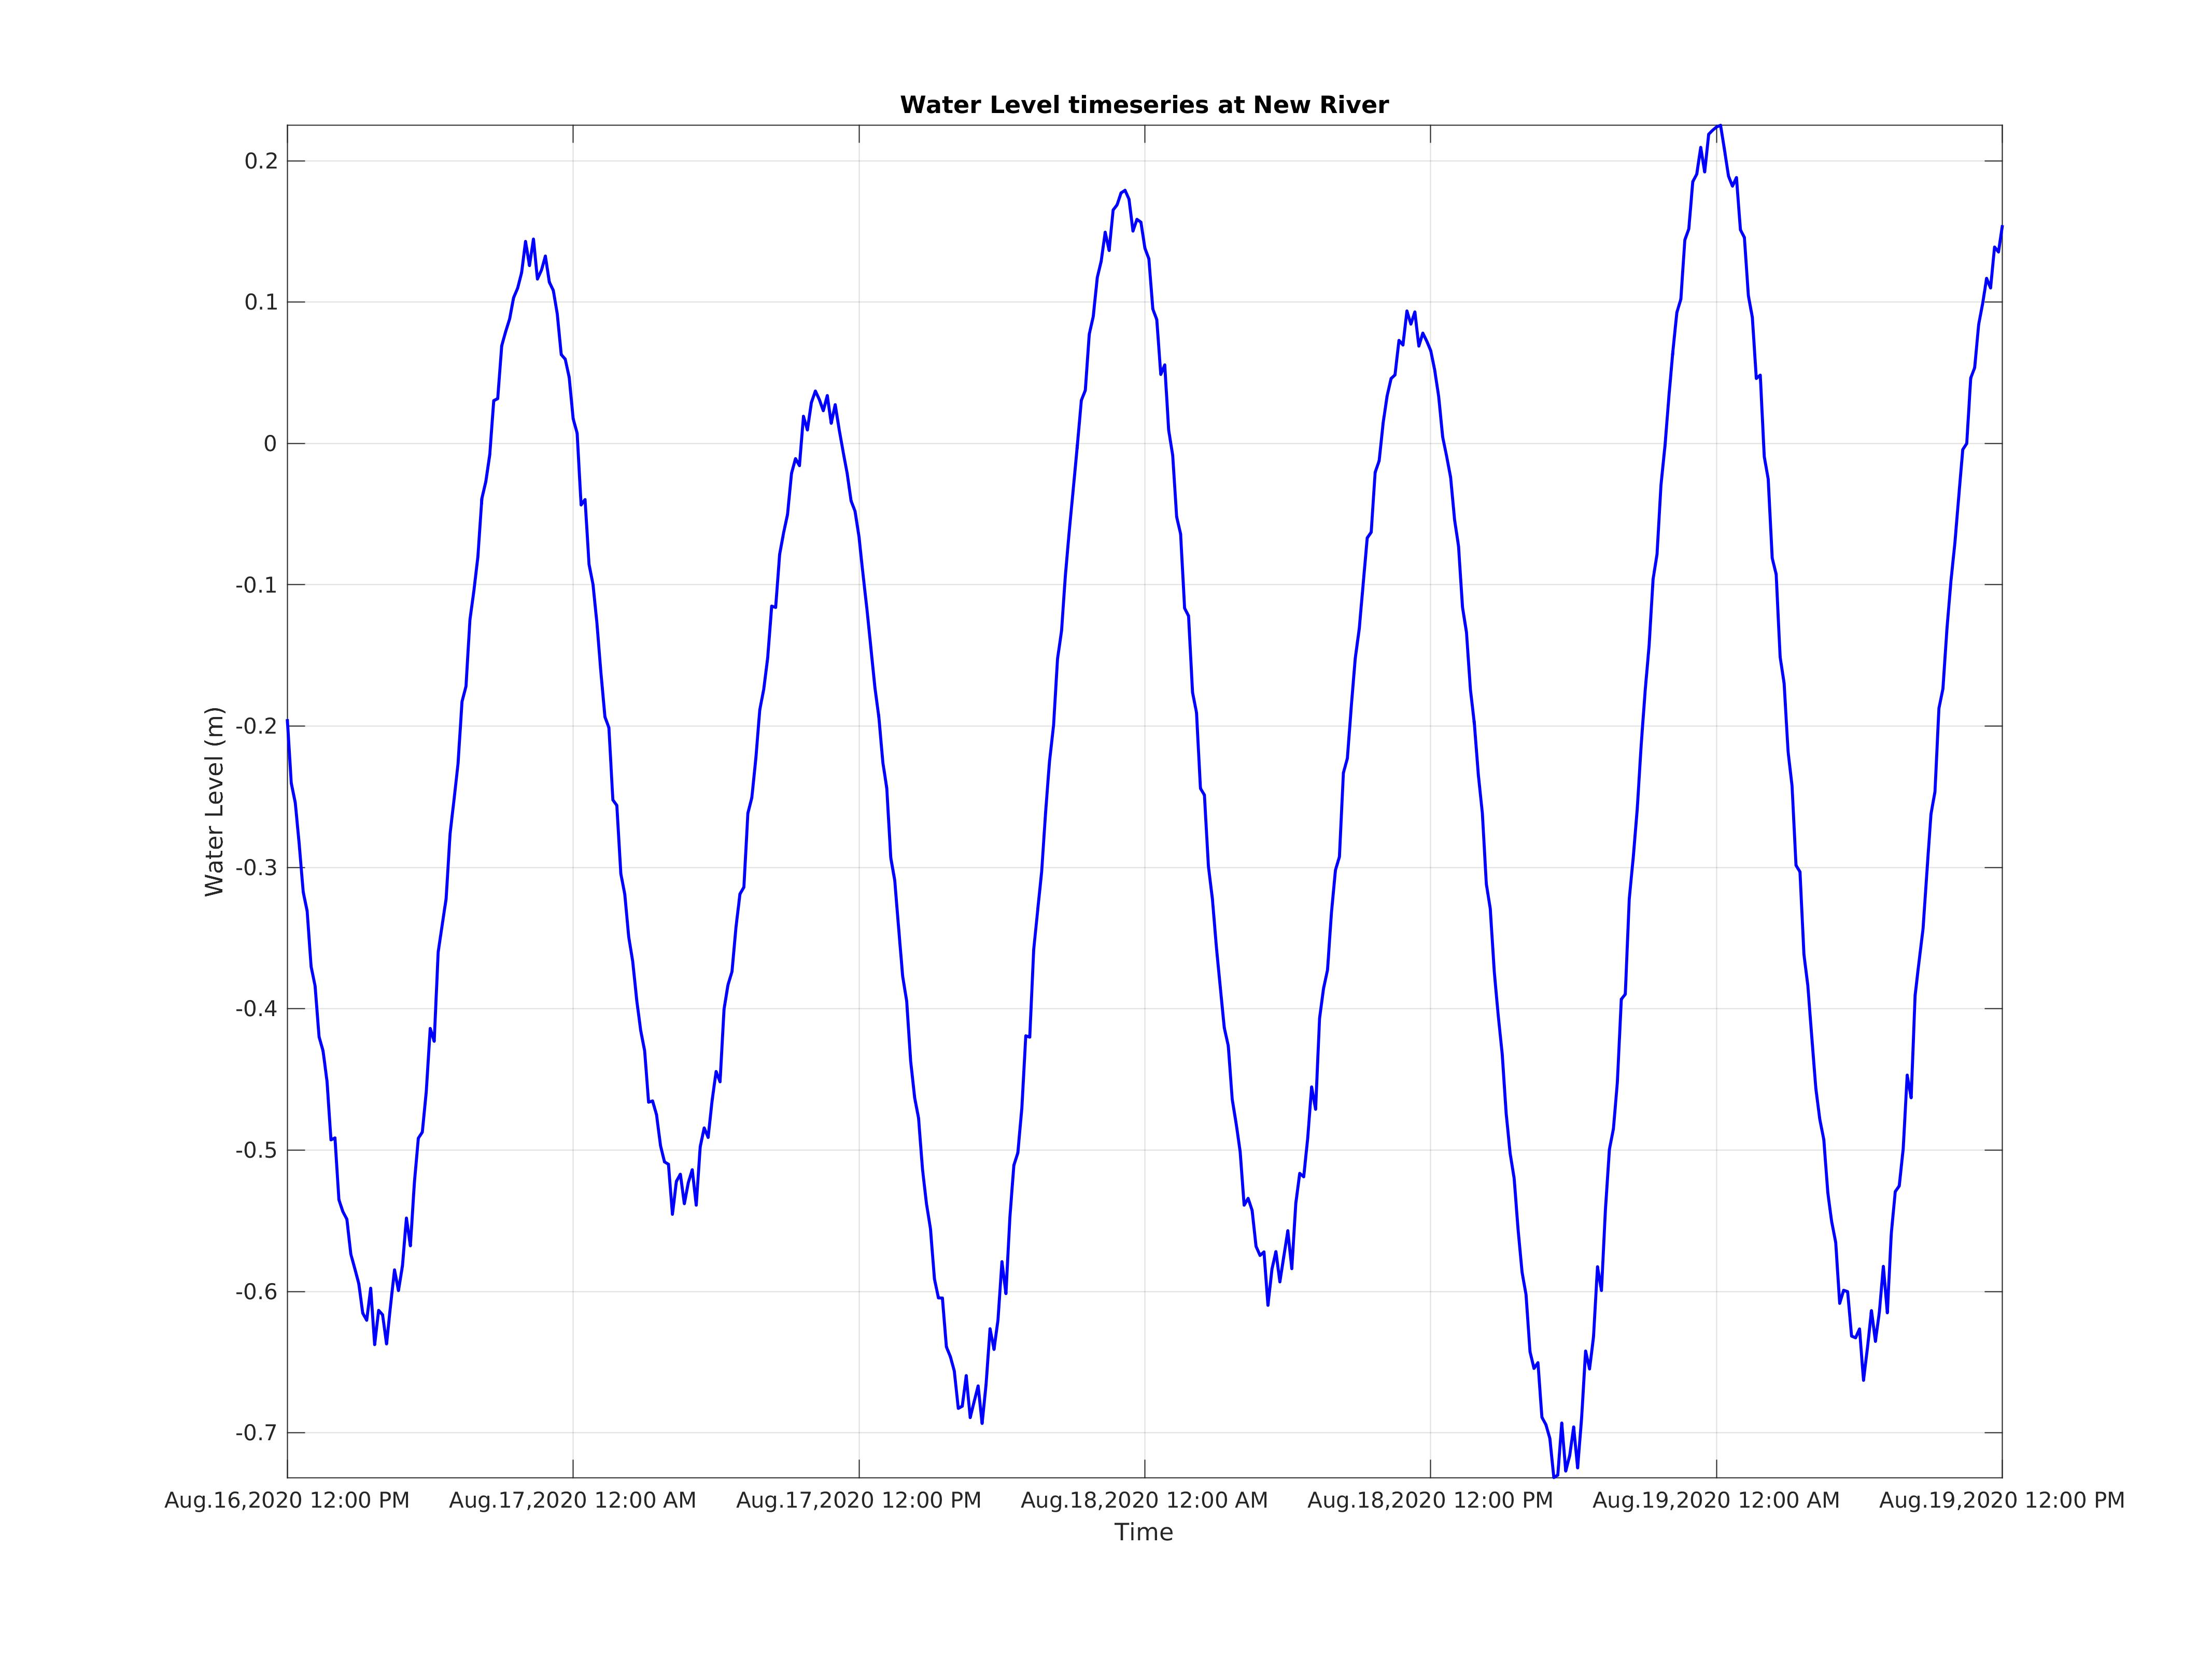 Water Level timeseries at New River
0.2
0.1
0
-0.1
-0.2
-0.3
-0.4
-0.5
-0.6
-0.7
Water Level (m)
Aug.16,2020 12:00 PM Aug.17,2020 12:00 AM Aug.17,2020 12:00 PM Aug.18,2020 12:00 AM Aug.18,2020 12:00 PM Aug.19,2020 12:00 AM Aug.19,2020 12:00 PM
Time